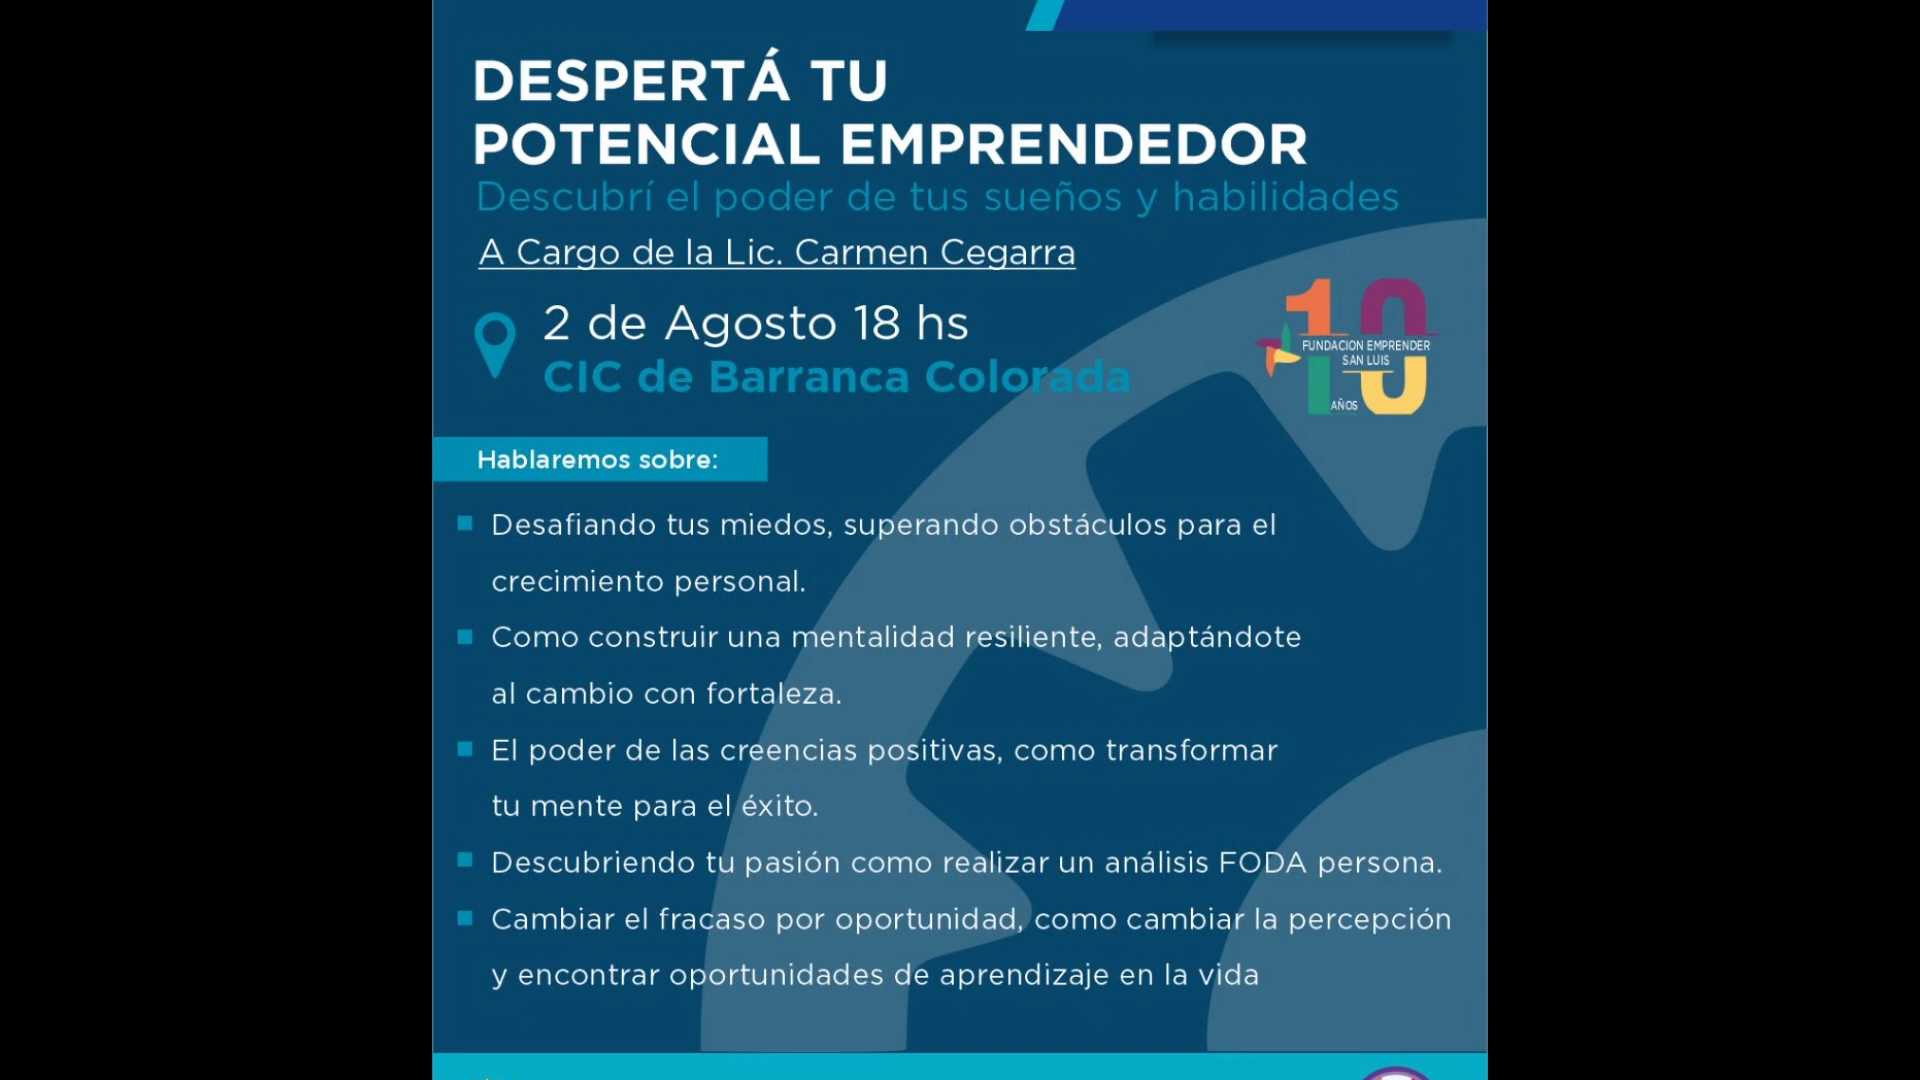 DESPERTÁ TU
POTENCIAL EMPRENDEDOR
Descubrí el poder de tus sueños y habilidades
A Cargo de la Lic. Carmen Cegarra
2 de Agosto 18 hs
CIC de Barranca Colorada
10
FUNDACION EMPRENDER
SAN LUIS
AÑOS
Hablaremos sobre:
Desafiando tus miedos, superando obstáculos para el
crecimiento personal.
Como construir una mentalidad resiliente, adaptándote
al cambio con fortaleza.
El poder de las creencias positivas, como transformar
tu mente para el éxito.
Descubriendo tu pasión como realizar un análisis FODA persona.
Cambiar el fracaso por oportunidad, como cambiar la percepción
y encontrar oportunidades de aprendizaje en la vida